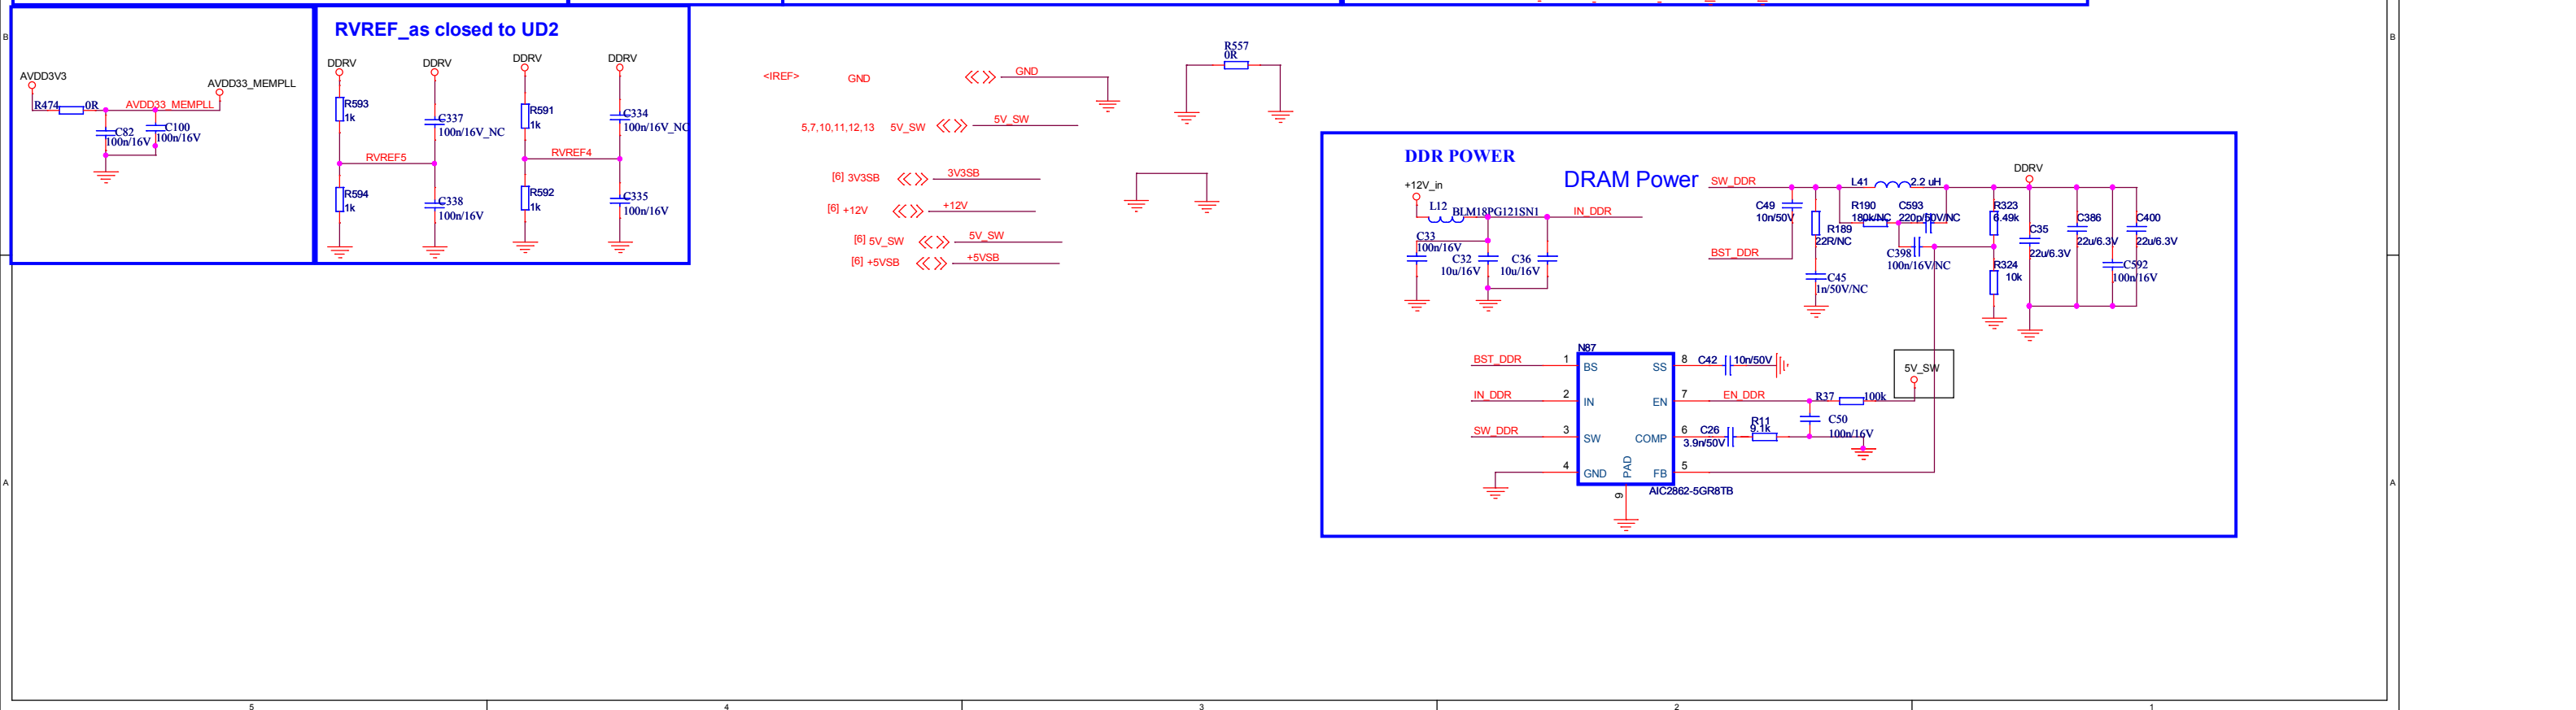 B
RVREF_as closed to UD2
AVDD3V3
AVDD33_MEMPLL
R474
0R
AVDD33_MEMPLL
C82
100n/16V
C100
100n/16V
DDRV
DDRV
DDRV
DDRV
R593
1k
C337
100n/16V_NC
R591
1k
C334
100n/16V_NC
RVREF5
RVREF4
R594
1k
C338
100n/16V
R592
1k
C335
100n/16V
<IREF>
GND
GND
5,7,10,11,12,13
5V_SW
5V_SW
[6] 3V3SB
3V3SB
[6] +12V
+12V
[6] 5V_SW
5V_SW
[6] +5VSB
+5VSB
R557
0R
B
DDR POWER
DRAM Power
+12V_in
L12
BLM18PG121SN1
IN_DDR
C33
100n/16V
C32
10u/16V
C36
10u/16V
SW_DDR
C49
10n/50V
BST_DDR
R189
22R/NC
C45
1n/50V/NC
L41
2.2 uH
R190
180k/NC
C593
220p/50V/NC
C398
100n/16V/NC
R323
6.49k
R324
10k
DDRV
C35
22u/6.3V
C386
22u/6.3V
C592
100n/16V
C400
22u/6.3V
N87
BST_DDR
1
BS
IN_DDR
2
IN
SW_DDR
3
SW
4
GND
PAD
9
SS
8
C42
10n/50V
EN
7
EN_DDR
R37
100k
5V_SW
C50
100n/16V
COMP
6
C26
3.9n/50V
R11
9.1k
FB
5
AIC2862-5GR8TB
A
A
5
4
3
2
1